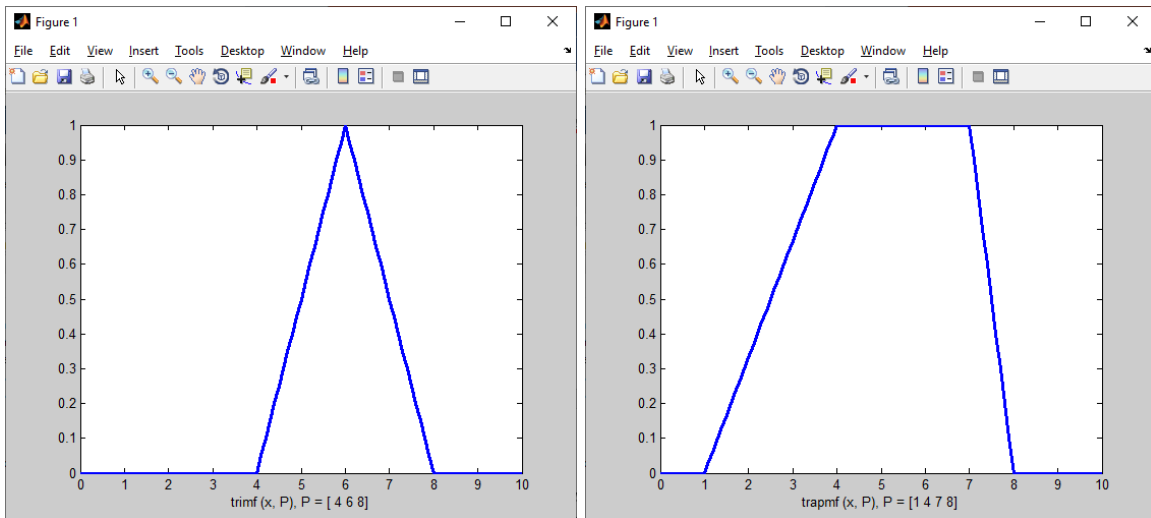 Figure 1
File Edit View Insert Tools Desktop Window Help
1
0.9
0.8
0.7
0.6
0.5
0.4
0.3
0.2
0.1
0
0 1 2 3 4 5 6 7 8 9 10
trimf (x, P), P = [ 4 6 8]
Figure 1
File Edit View Insert Tools Desktop Window Help
1
0.9
0.8
0.7
0.6
0.5
0.4
0.3
0.2
0.1
0
0 1 2 3 4 5 6 7 8 9 10
trapmf (x, P), P = [1 4 7 8]